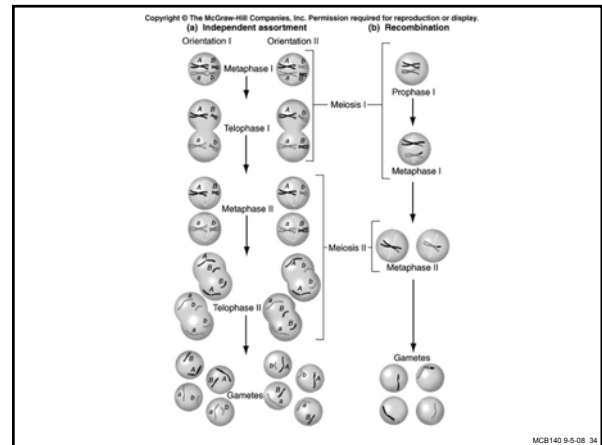 Copyright © The McGraw-Hill Companies, Inc. Permission required for reproduction or display.
(a) Independent assortment
(b) Recombination
Orientation I
Orientation II
A B
a b
Metaphase I
A b
a B
Meiosis I
Prophase I
A B
a b
Telophase I
A b
a B
Metaphase I
A B
a b
Metaphase II
A b
a B
Meiosis II
Metaphase II
a
B
b
A
Telophase II
B
a
b
Gametes
B
A
a
b
b
A
B
a
B
Gametes
MCB140 9-5-08 34